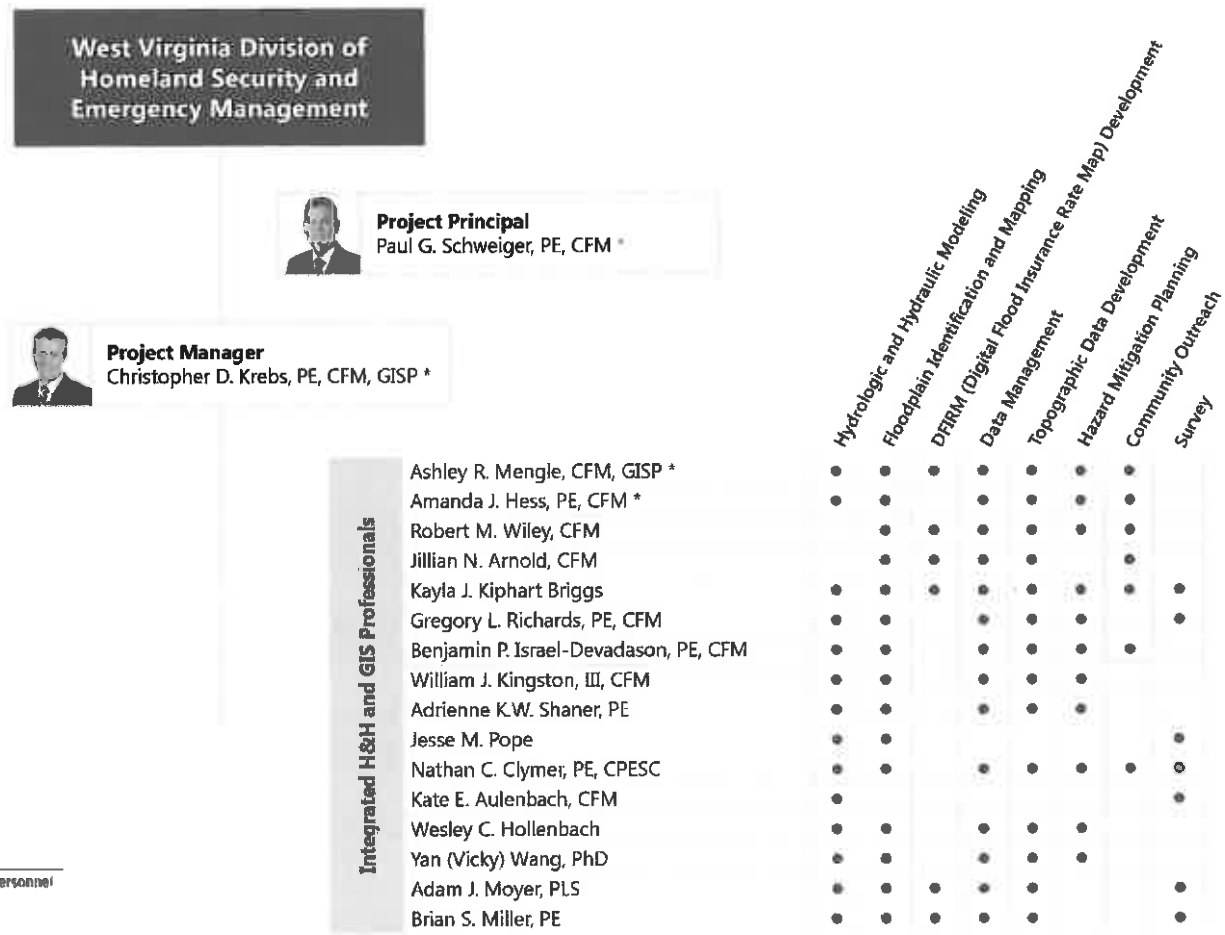 West Virginia Division of
Homeland Security and
Emergency Management
Project Principal
Paul G. Schweiger, PE, CFM *
Project Manager
Christopher D. Krebs, PE, CFM, GISP *
Hydrologic and Hydraulic Modeling
Floodplain Identification and Mapping
DFIRM (Digital Flood Insurance Rate Map) Development
Data Management
Topographic Data Development
Hazard Mitigation Planning
Community Outreach
Survey
Integrated H&H and GIS Professionals
Ashley R. Mengle, CFM, GISP *
Amanda J. Hess, PE, CFM *
Robert M. Wiley, CFM
Jillian N. Arnold, CFM
Kayla J. Kiphart Briggs
Gregory L. Richards, PE, CFM
Benjamin P. Israel-Devadason, PE, CFM
William J. Kingston, III, CFM
Adrienne K.W. Shaner, PE
Jesse M. Pope
Nathan C. Clymer, PE, CPESC
Kate E. Aulenbach, CFM
Wesley C. Hollenbach
Yan (Vicky) Wang, PhD
Adam J. Moyer, PLS
Brian S. Miller, PE